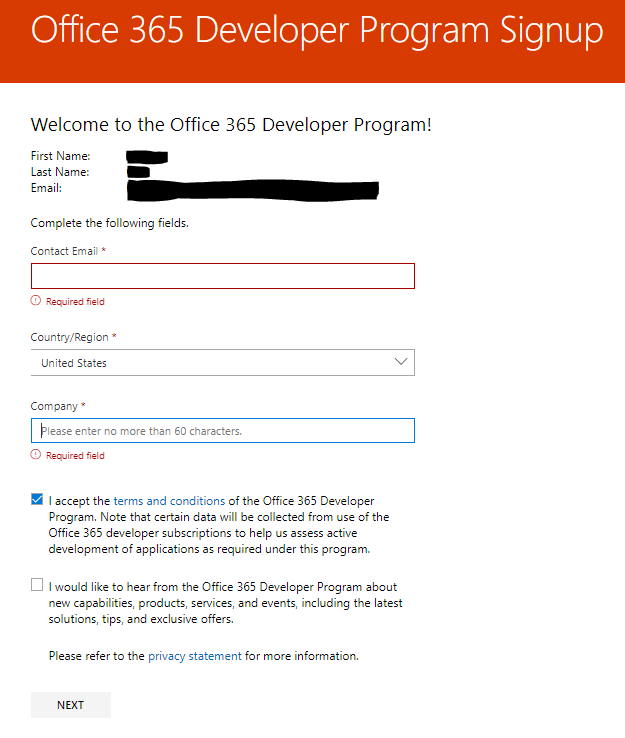 Office 365 Developer Program Signup
Welcome to the Office 365 Developer Program!
First Name:
Last Name:
Email:
Complete the following fields.
Contact Email *
Required field
Country/Region *
United States
Company *
Please enter no more than 60 characters.
Required field
I accept the terms and conditions of the Office 365 Developer
Program. Note that certain data will be collected from use of the
Office 365 developer subscriptions to help us assess active
development of applications as required under this program.
I would like to hear from the Office 365 Developer Program about
new capabilities, products, services, and events, including the latest
solutions, tips, and exclusive offers.
Please refer to the privacy statement for more information.
NEXT